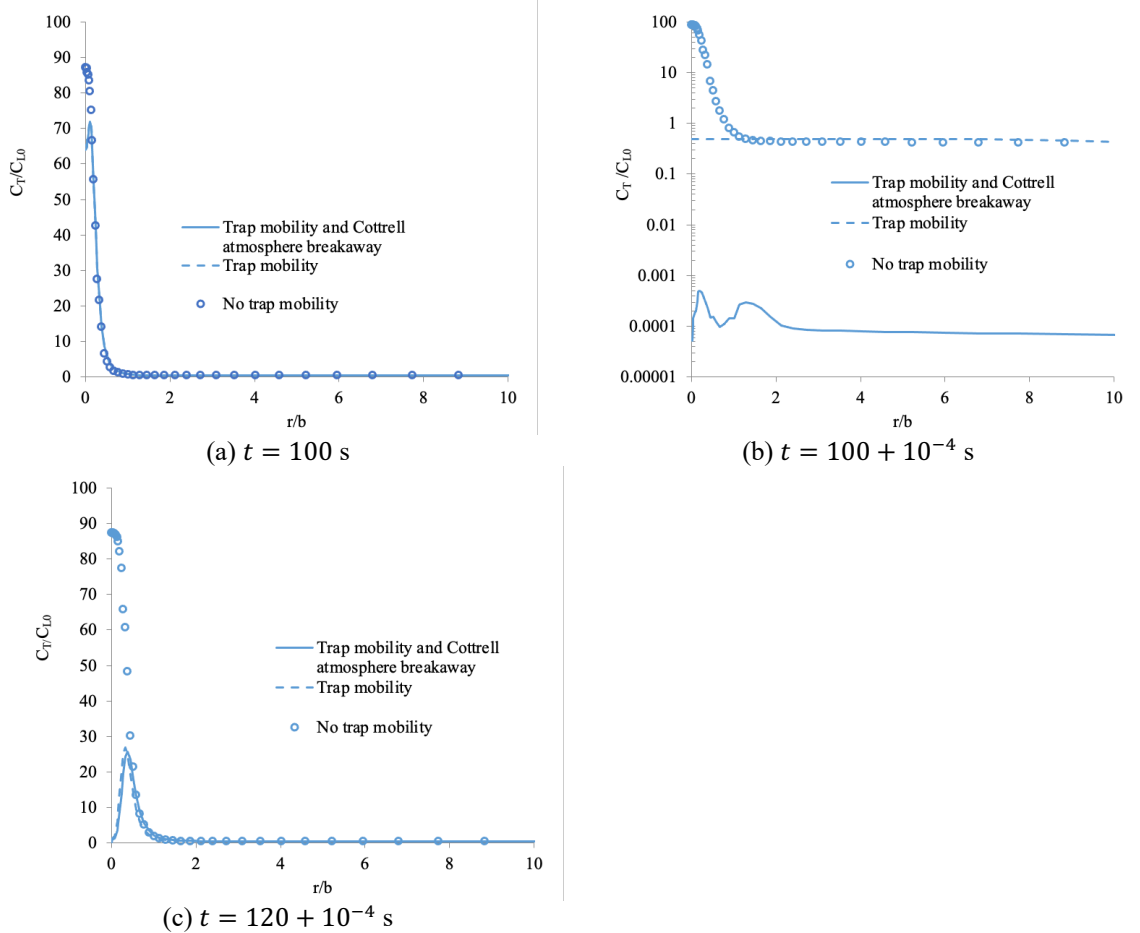 100
90
80
70
60
50
40
30
20
10
0
C_T/C_L0
0 2 4 6 8 10
r/b
Trap mobility and Cottrell
atmosphere breakaway
Trap mobility
No trap mobility
(a) t = 100 s
100
10
1
0.1
0.01
0.001
0.0001
0.00001
C_T /C_L0
0 2 4 6 8 10
r/b
Trap mobility and Cottrell
atmosphere breakaway
Trap mobility
No trap mobility
(b) t = 100 + 10⁻⁴ s
100
90
80
70
60
50
40
30
20
10
0
C_T/C_L0
0 2 4 6 8 10
r/b
Trap mobility and Cottrell
atmosphere breakaway
Trap mobility
No trap mobility
(c) t = 120 + 10⁻⁴ s